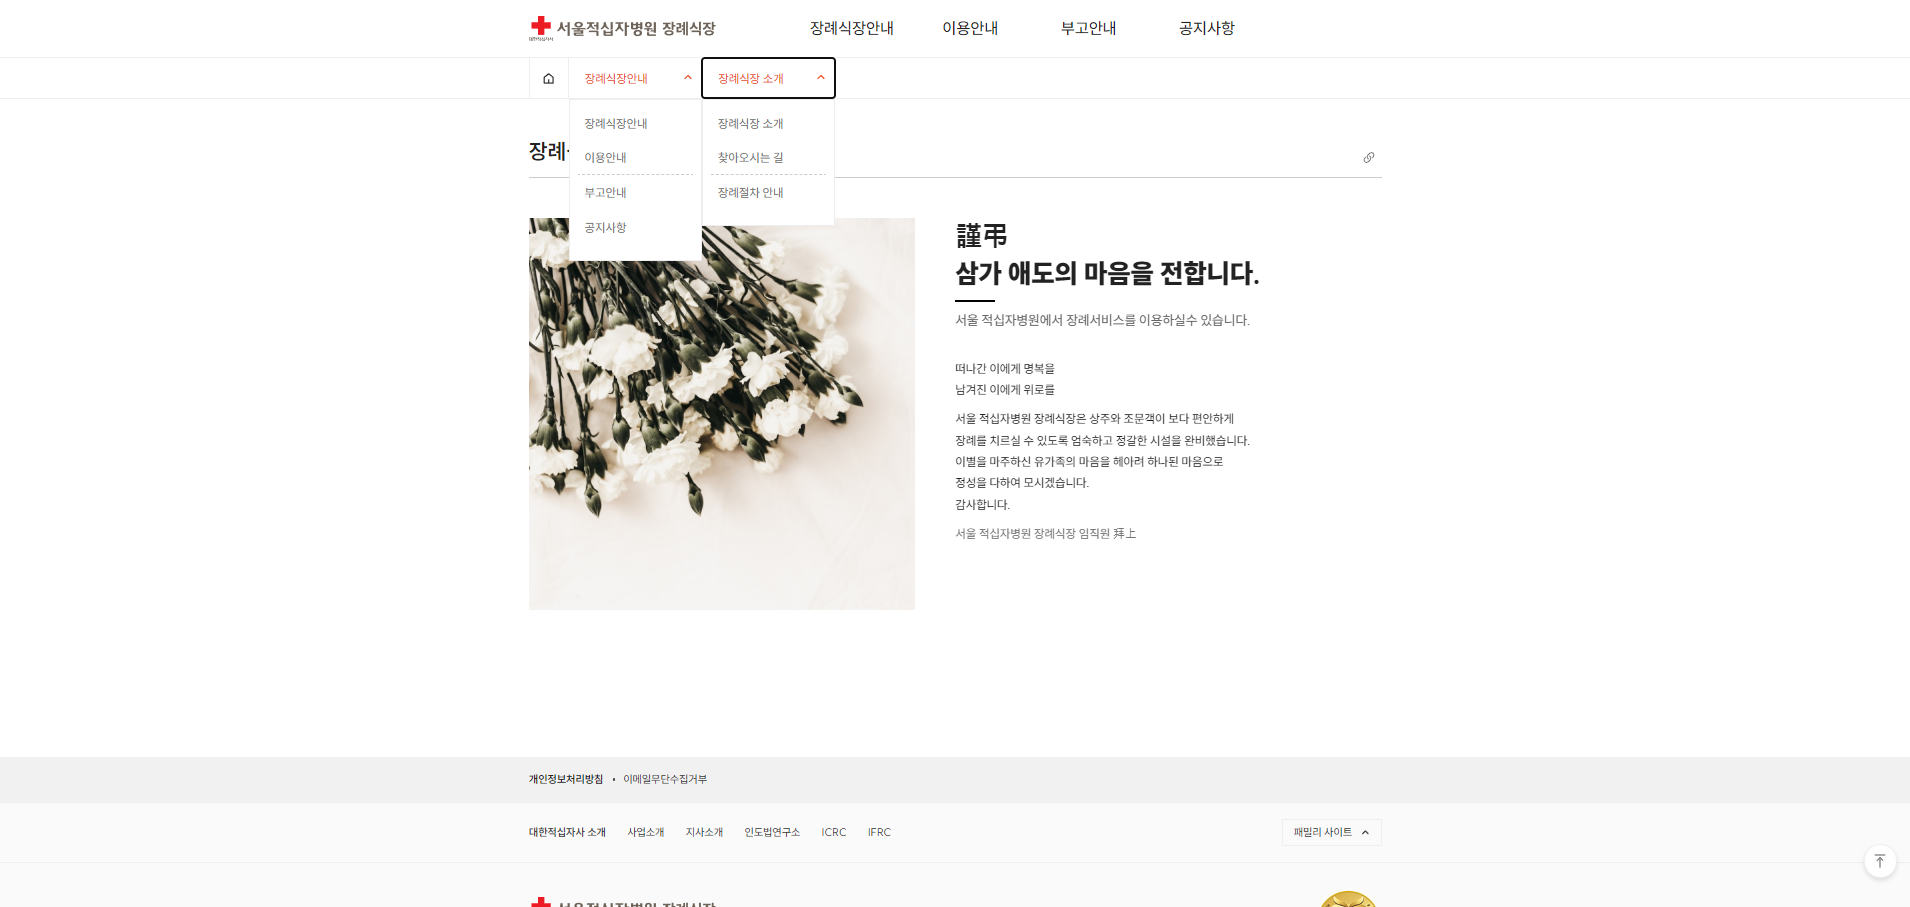 서울적십자병원 장례식장
대한적십자사
장례식장안내
이용안내
부고안내
공지사항
장례식장안내
장례식장 소개
장례식장안내
이용안내
부고안내
공지사항
장례식장 소개
찾아오시는 길
장례절차 안내
장례
謹弔
삼가 애도의 마음을 전합니다.
서울 적십자병원에서 장례서비스를 이용하실수 있습니다.
떠나간 이에게 명복을
남겨진 이에게 위로를
서울 적십자병원 장례식장은 상주와 조문객이 보다 편안하게
장례를 치르실 수 있도록 엄숙하고 정갈한 시설을 완비했습니다.
이별을 마주하신 유가족의 마음을 헤아려 하나된 마음으로
정성을 다하여 모시겠습니다.
감사합니다.
서울 적십자병원 장례식장 임직원 拜上
개인정보처리방침 • 이메일무단수집거부
대한적십자사 소개
사업소개
지사소개
인도법연구소
ICRC
IFRC
패밀리 사이트
서울적십자병원 장례식장